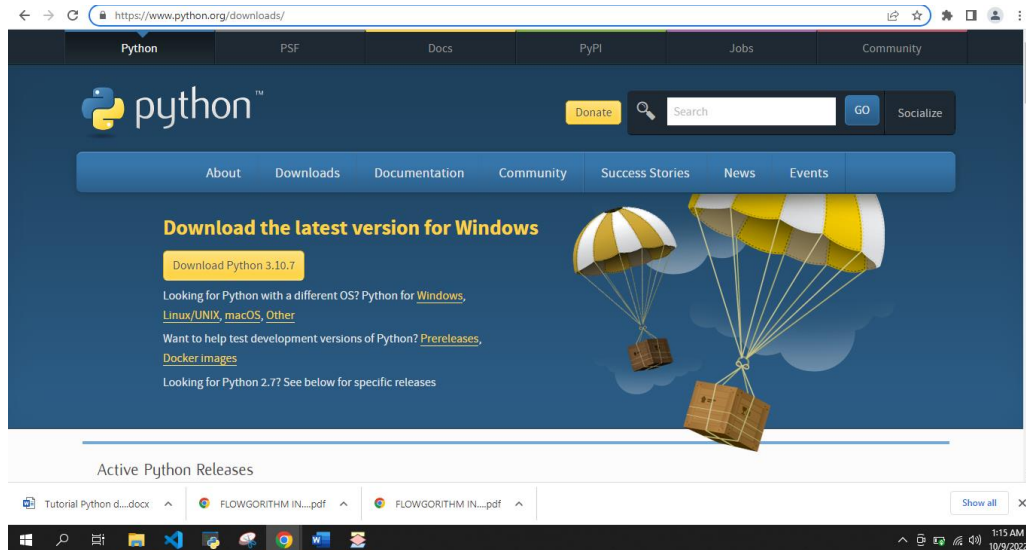 https://www.python.org/downloads/
Python PSF Docs PyPI Jobs Community
python™
Donate Search GO Socialize
About Downloads Documentation Community Success Stories News Events
Download the latest version for Windows
Download Python 3.10.7
Looking for Python with a different OS? Python for Windows,
Linux/UNIX, macOS, Other
Want to help test development versions of Python? Prereleases,
Docker images
Looking for Python 2.7? See below for specific releases
Active Python Releases
Tutorial Python d....docx FLOWGORITHM IN....pdf FLOWGORITHM IN....pdf Show all
1:15 AM